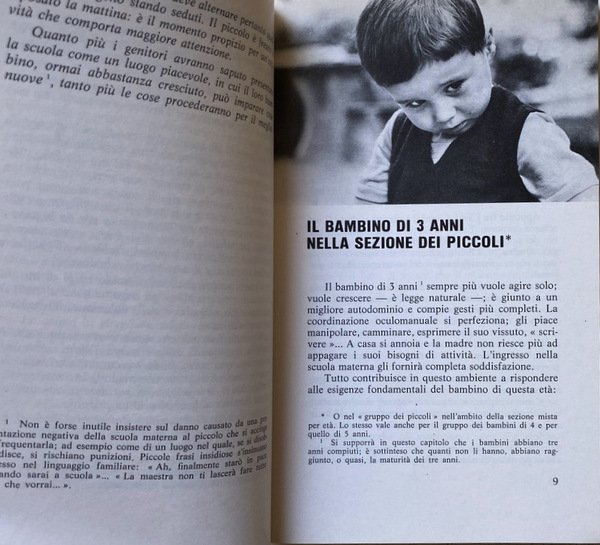 deve alternare pertanto
stando seduti. Il piccolo è
la mattina: è il momento propizio per
vità che comporta maggiore attenzione.
Quanto più i genitori avranno saputo
la scuola come un luogo piacevole, in cui il loro
bino, ormai abbastanza cresciuto, può imparare
nuove¹, tanto più le cose procederanno per il
¹ Non è forse inutile insistere sul danno causato da una
negativa della scuola materna al piccolo che si
ad esempio come di un luogo nel quale, se si
si rischiano punizioni. Piccole frasi insidiose
nel linguaggio familiare: « Ah, finalmente starò in
sarai a scuola »... « La maestra non ti lascerà fare
che vorrai... ».
IL BAMBINO DI 3 ANNI
NELLA SEZIONE DEI PICCOLI*
Il bambino di 3 anni¹ sempre più vuole agire solo;
vuole crescere — è legge naturale —; è giunto a un
migliore autodominio e compie gesti più completi. La
coordinazione oculomanuale si perfeziona; gli piace
manipolare, camminare, esprimere il suo vissuto, « scri-
vere »... A casa si annoia e la madre non riesce più ad
appagare i suoi bisogni di attività. L'ingresso nella
scuola materna gli fornirà completa soddisfazione.
Tutto contribuisce in questo ambiente a rispondere
alle esigenze fondamentali del bambino di questa età:
* O nel « gruppo dei piccoli » nell'ambito della sezione mista
per età. Lo stesso vale anche per il gruppo dei bambini di 4 e per
quello di 5 anni.
¹ Si supporrà in questo capitolo che i bambini abbiano tre
anni compiuti; è sottinteso che quanti non li hanno, abbiano rag-
giunto, o quasi, la maturità dei tre anni.
9